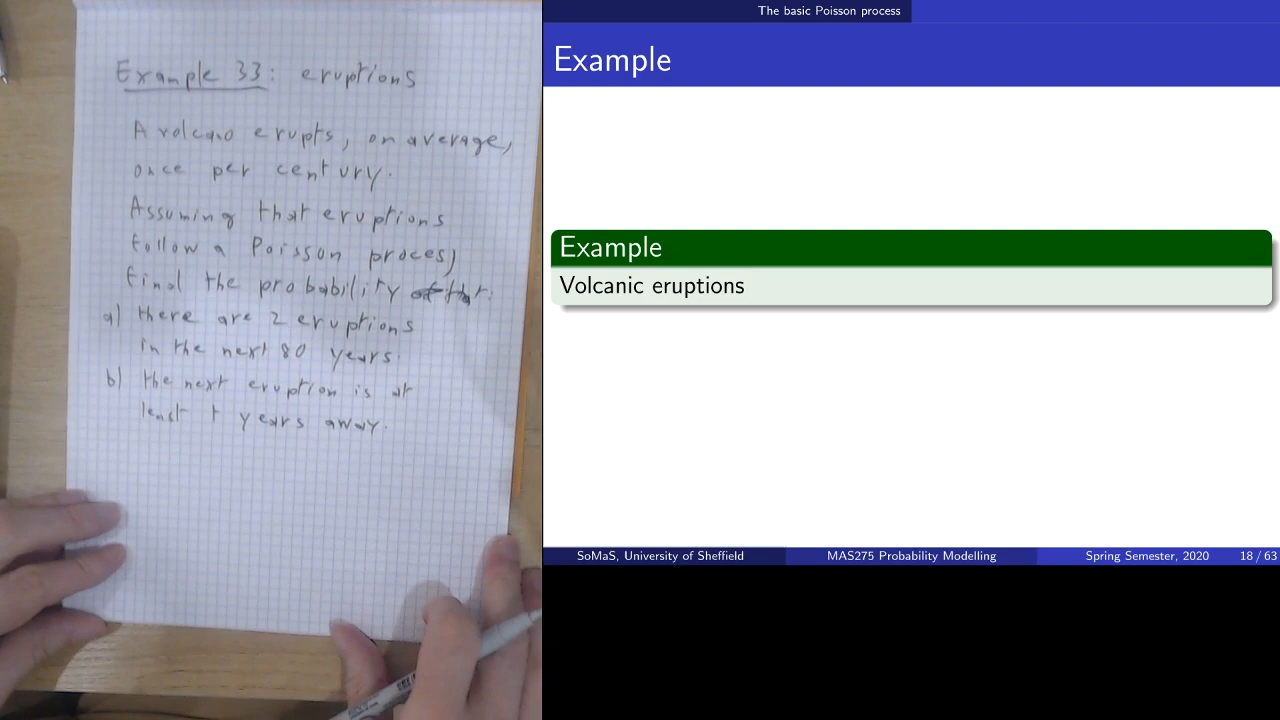 Example 33: eruptions
A volcano erupts, on average,
once per century.
Assuming that eruptions
follow a Poisson process,
find the probability that:
a) there are 2 eruptions
in the next 80 years.
b) the next eruption is at
least t years away.
The basic Poisson process
Example
Example
Volcanic eruptions
SoMaS, University of Sheffield
MAS275 Probability Modelling
Spring Semester, 2020
18 / 63